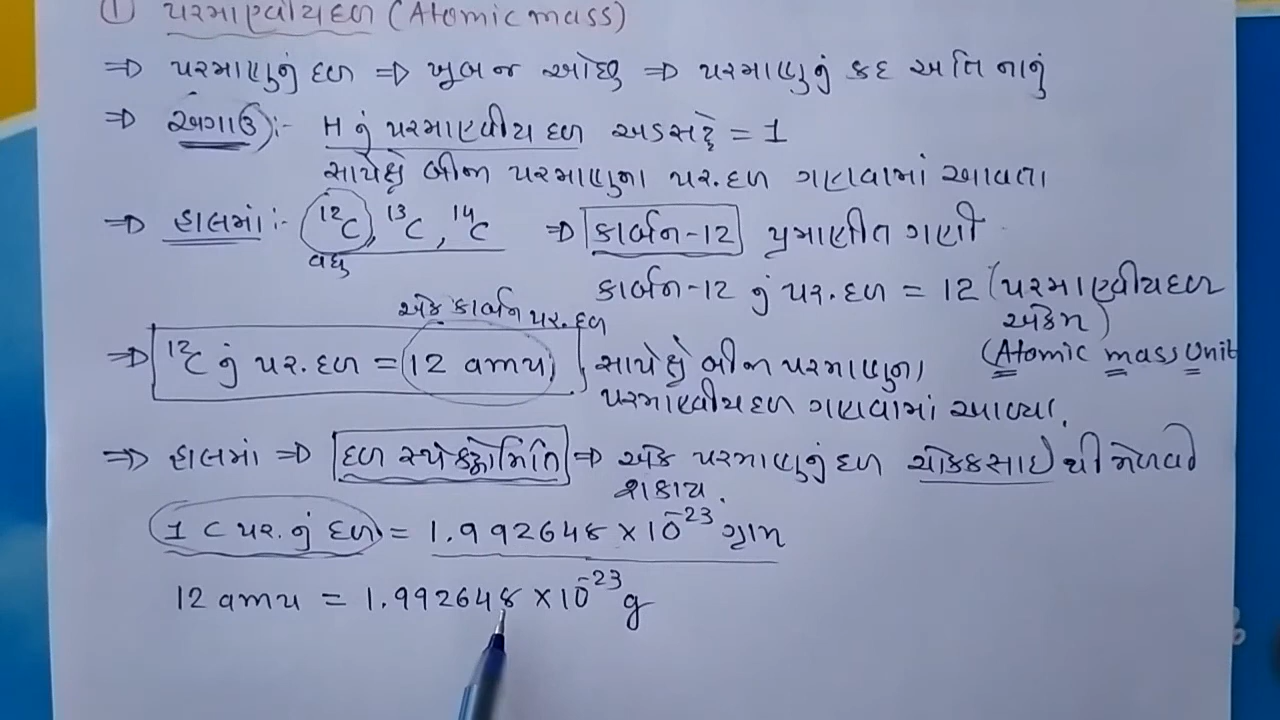 ① પરમાણ્વીય દળ (Atomic mass)
⇒ પરમાણુનું દળ ⇒ ખુબ જ ઓછુ ⇒ પરમાણુનું કદ અતિ નાનું
⇒ અગાઉ :- H નું પરમાણ્વીય દળ અડસટ્ટે = 1
સાપેક્ષે બીજા પરમાણુના પર. દળ ગણવામાં આવતા
⇒ હાલમાં :- ¹²C, ¹³C, ¹⁴C ⇒ કાર્બન-12 પ્રમાણીત ગણી
વધુ
કાર્બન-12 નું પર. દળ = 12 (પરમાણ્વીયદળ એકમ)
(Atomic mass Unit
એક કાર્બન પર. દળ
⇒ ¹²C નું પર. દળ = 12 amu, સાપેક્ષે બીજા પરમાણુના
પરમાણ્વીય દળ ગણવામાં આવ્યા.
⇒ હાલમાં ⇒ દળ સ્પેક્ટ્રોમિતિ ⇒ એક પરમાણુનું દળ ચોક્કસાઇથી મેળવી
શકાય.
1 C પર. નું દળ = 1.992648 × 10⁻²³ ગ્રામ
12 amu = 1.992648 × 10⁻²³ g